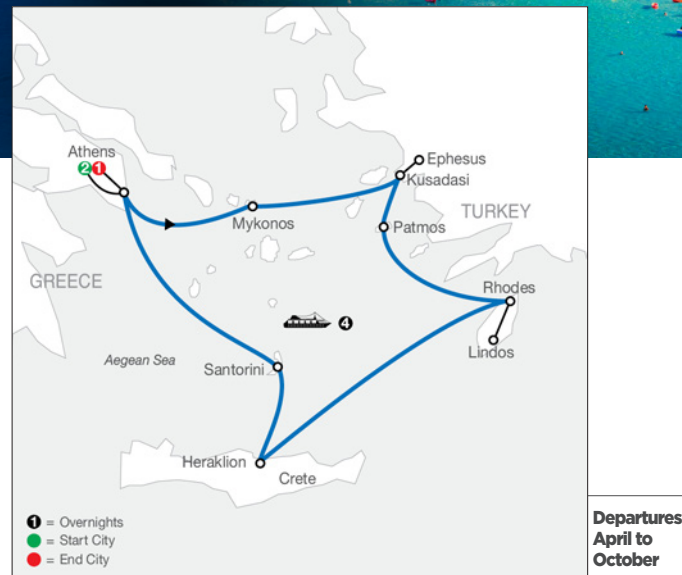 Athens
2 1
Ephesus
Kusadasi
Mykonos
TURKEY
Patmos
GREECE
Rhodes
4
Lindos
Aegean Sea
Santorini
Heraklion
Crete
1 = Overnights
= Start City
= End City
Departures
April to
October